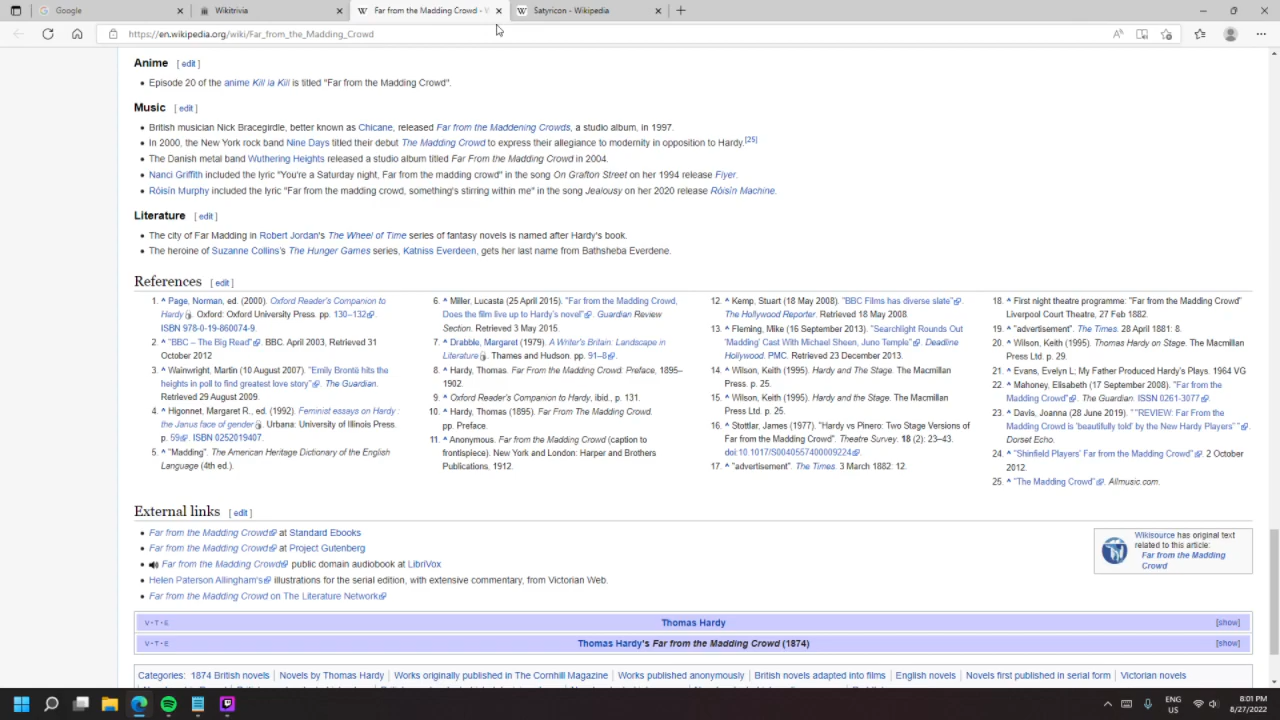 Google
Wikitrivia
Far from the Madding Crowd -
Satyricon - Wikipedia
https://en.wikipedia.org/wiki/Far_from_the_Madding_Crowd
Anime [ edit ]
Episode 20 of the anime Kill la Kill is titled "Far from the Madding Crowd".
Music [ edit ]
British musician Nick Bracegirdle, better known as Chicane, released Far from the Maddening Crowds, a studio album, in 1997.
In 2000, the New York rock band Nine Days titled their debut The Madding Crowd to express their allegiance to modernity in opposition to Hardy.[25]
The Danish metal band Wuthering Heights released a studio album titled Far From the Madding Crowd in 2004.
Nanci Griffith included the lyric "You're a Saturday night, Far from the madding crowd" in the song On Grafton Street on her 1994 release Flyer.
Róisín Murphy included the lyric "Far from the madding crowd, something's stirring within me" in the song Jealousy on her 2020 release Róisín Machine.
Literature [ edit ]
The city of Far Madding in Robert Jordan's The Wheel of Time series of fantasy novels is named after Hardy's book.
The heroine of Suzanne Collins's The Hunger Games series, Katniss Everdeen, gets her last name from Bathsheba Everdene.
References [ edit ]
1. ^ Page, Norman, ed. (2000). Oxford Reader's Companion to
Hardy. Oxford: Oxford University Press. pp. 130–132.
ISBN 978-0-19-860074-9.
2. ^ "BBC – The Big Read". BBC. April 2003, Retrieved 31
October 2012
3. ^ Wainwright, Martin (10 August 2007). "Emily Brontë hits the
heights in poll to find greatest love story". The Guardian.
Retrieved 29 August 2009.
4. ^ Higonnet, Margaret R., ed. (1992). Feminist essays on Hardy :
the Janus face of gender. Urbana: University of Illinois Press.
p. 59. ISBN 0252019407.
5. ^ "Madding". The American Heritage Dictionary of the English
Language (4th ed.).
6. ^ Miller, Lucasta (25 April 2015). "Far from the Madding Crowd,
Does the film live up to Hardy's novel". Guardian Review
Section. Retrieved 3 May 2015.
7. ^ Drabble, Margaret (1979). A Writer's Britain: Landscape in
Literature. Thames and Hudson. pp. 91–8.
8. ^ Hardy, Thomas. Far From the Madding Crowd. Preface, 1895–
1902.
9. ^ Oxford Reader's Companion to Hardy, ibid., p. 131.
10. ^ Hardy, Thomas (1895). Far From The Madding Crowd.
pp. Preface.
11. ^ Anonymous. Far from the Madding Crowd (caption to
frontispiece). New York and London: Harper and Brothers
Publications, 1912.
12. ^ Kemp, Stuart (18 May 2008). "BBC Films has diverse slate".
The Hollywood Reporter. Retrieved 18 May 2008.
13. ^ Fleming, Mike (16 September 2013). "Searchlight Rounds Out
'Madding' Cast With Michael Sheen, Juno Temple". Deadline
Hollywood. PMC. Retrieved 23 December 2013.
14. ^ Wilson, Keith (1995). Hardy and The Stage. The Macmillan
Press. p. 25.
15. ^ Wilson, Keith (1995). Hardy and the Stage. The Macmillan
Press Ltd. p. 25.
16. ^ Stottlar, James (1977). "Hardy vs Pinero: Two Stage Versions of
Far from the Madding Crowd". Theatre Survey. 18 (2): 23–43.
doi:10.1017/S0040557400009224.
17. ^ "advertisement". The Times. 3 March 1882: 12.
18. ^ First night theatre programme: "Far from the Madding Crowd"
Liverpool Court Theatre, 27 Feb 1882.
19. ^ "advertisement". The Times. 28 April 1881: 8.
20. ^ Wilson, Keith (1995). Thomas Hardy on Stage. The Macmillan
Press Ltd. p. 29.
21. ^ Evans, Evelyn L; My Father Produced Hardy's Plays. 1964 VG
22. ^ Mahoney, Elisabeth (17 September 2008). "Far from the
Madding Crowd". The Guardian. ISSN 0261-3077.
23. ^ Davis, Joanna (28 June 2019). ""REVIEW: Far From the
Madding Crowd is 'beautifully told' by the New Hardy Players" ".
Dorset Echo.
24. ^ "Shinfield Players' Far from the Madding Crowd". 2 October
2012.
25. ^ "The Madding Crowd". Allmusic.com.
External links [ edit ]
Far from the Madding Crowd at Standard Ebooks
Far from the Madding Crowd at Project Gutenberg
Far from the Madding Crowd public domain audiobook at LibriVox
Helen Paterson Allingham's illustrations for the serial edition, with extensive commentary, from Victorian Web.
Far from the Madding Crowd on The Literature Network
Wikisource has original text
related to this article:
Far from the Madding
Crowd
V·T·E Thomas Hardy [show]
V·T·E Thomas Hardy's Far from the Madding Crowd (1874) [show]
Categories: 1874 British novels | Novels by Thomas Hardy | Works originally published in The Cornhill Magazine | Works published anonymously | British novels adapted into films | English novels | Novels first published in serial form | Victorian novels
ENG
US
8:01 PM
8/27/2022